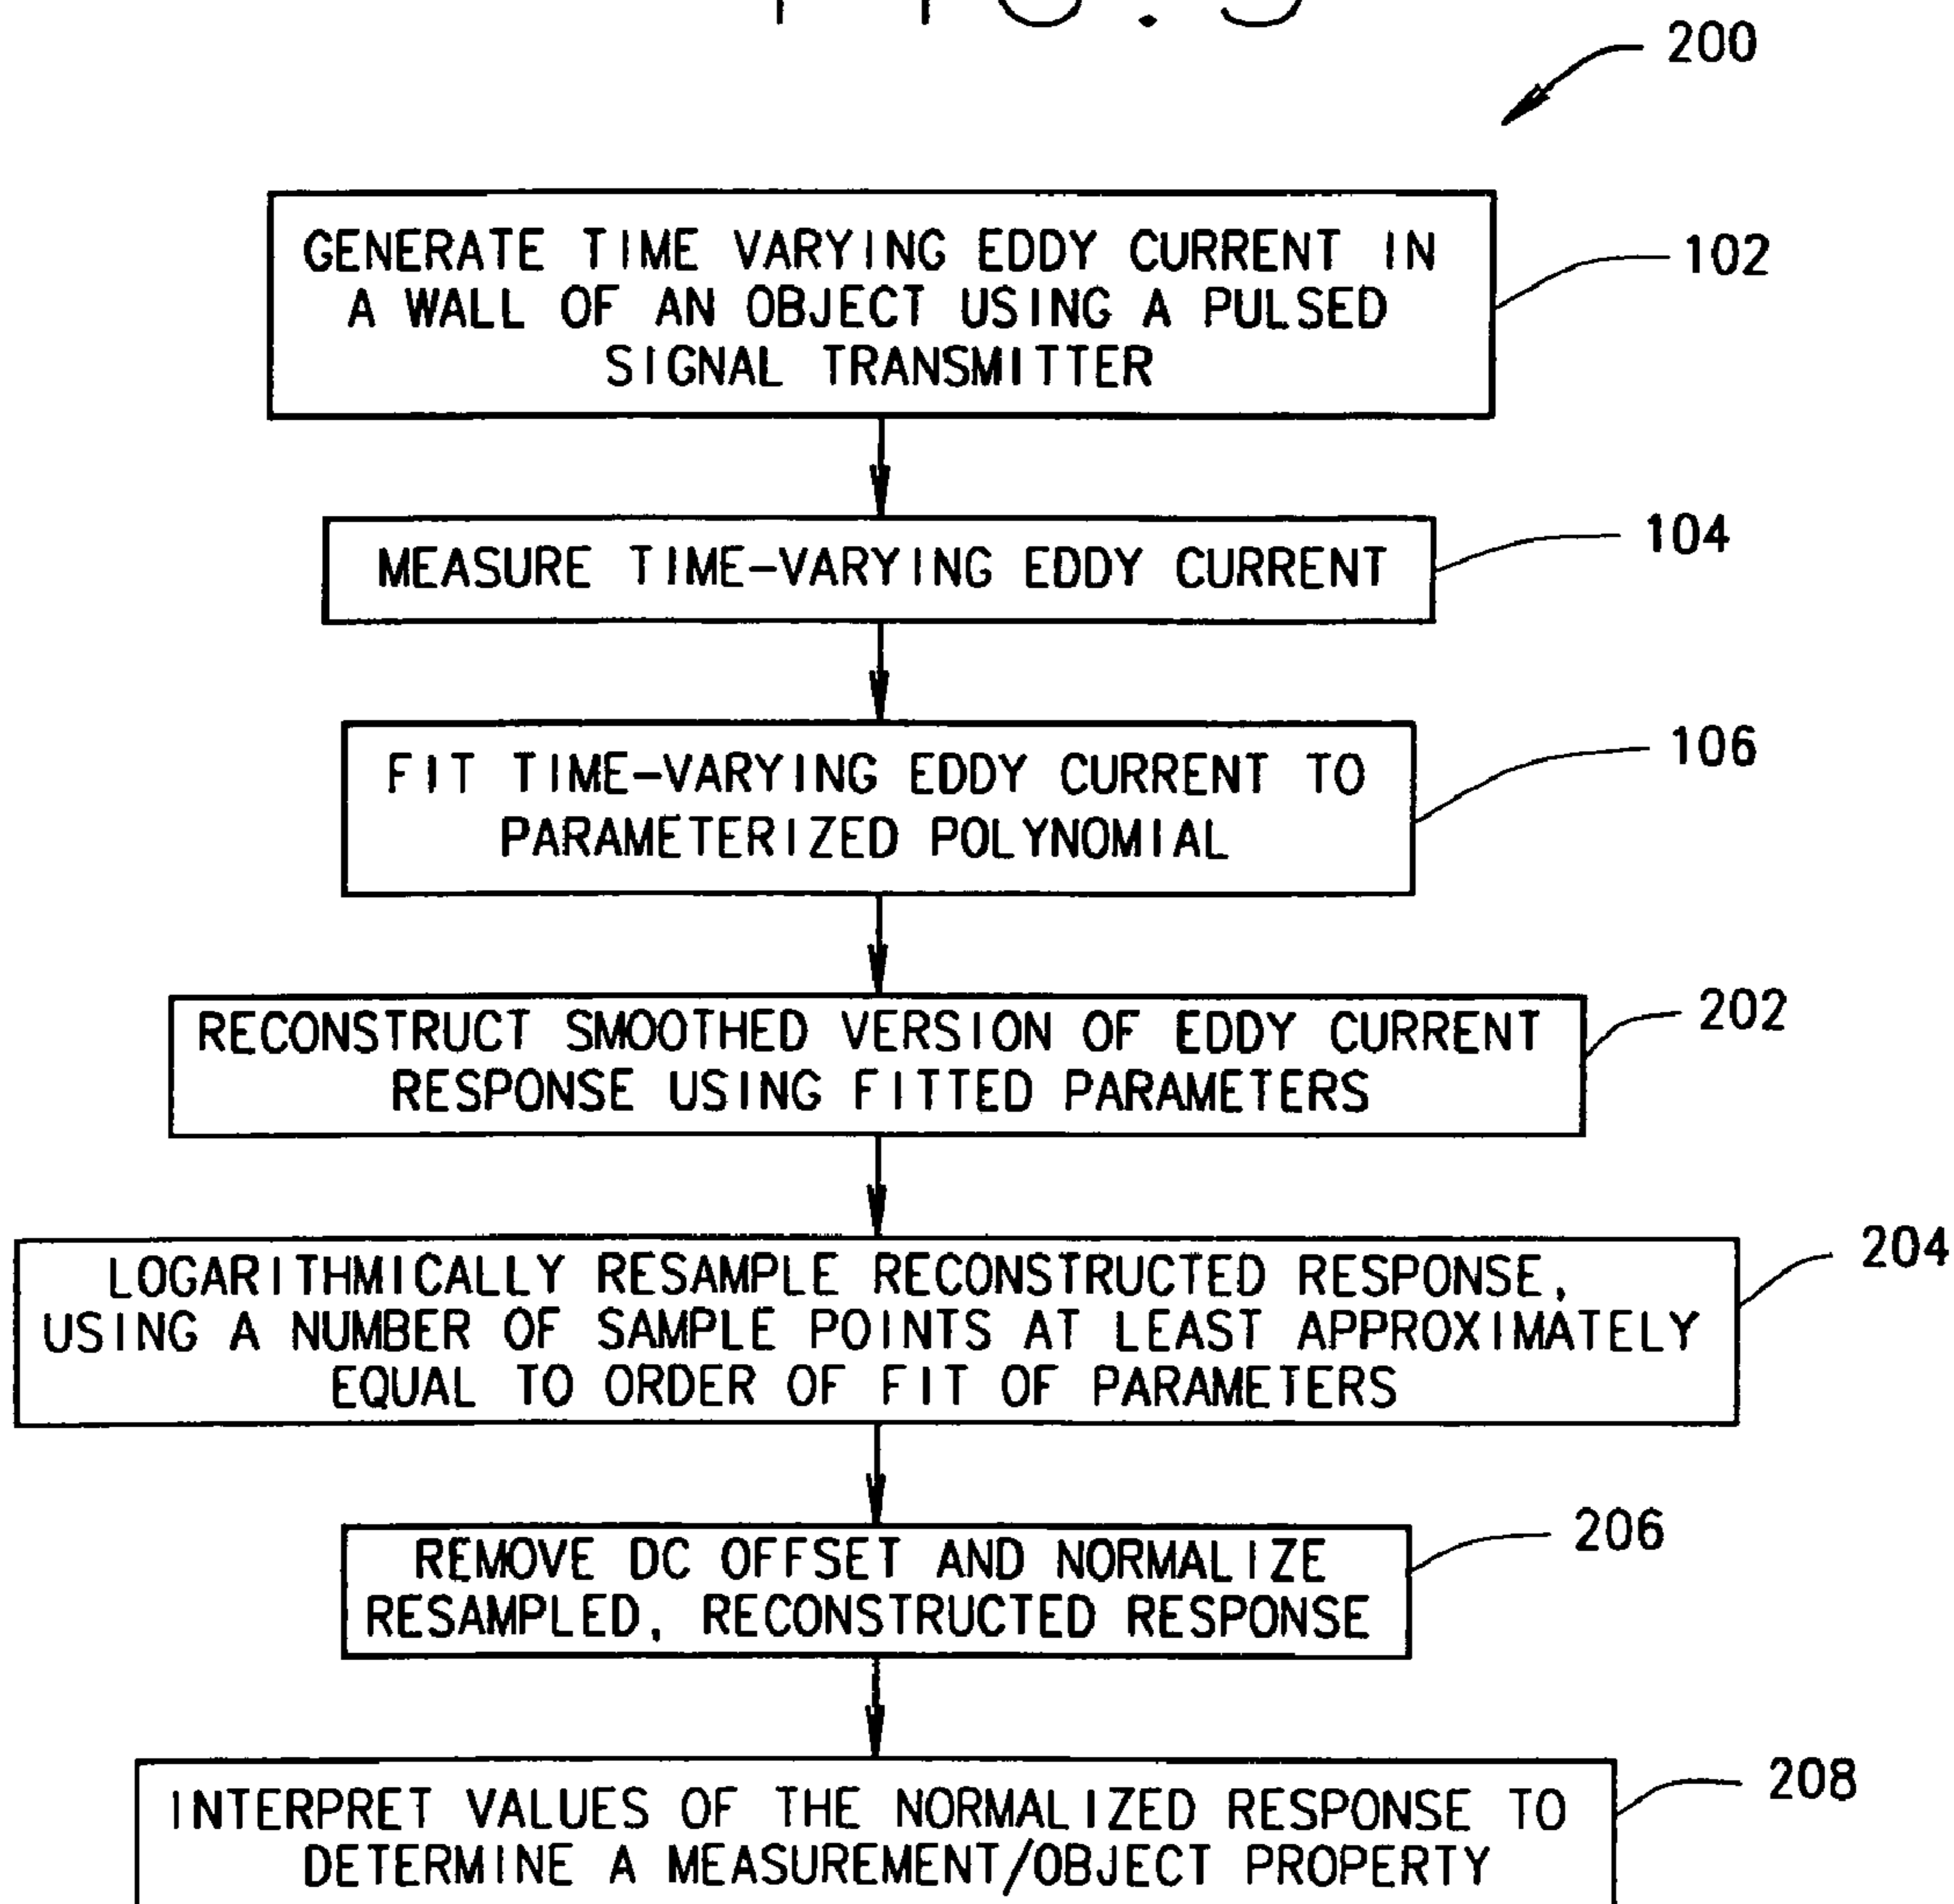 200
GENERATE TIME VARYING EDDY CURRENT IN
A WALL OF AN OBJECT USING A PULSED
SIGNAL TRANSMITTER
102
MEASURE TIME-VARYING EDDY CURRENT
104
FIT TIME-VARYING EDDY CURRENT TO
PARAMETERIZED POLYNOMIAL
106
RECONSTRUCT SMOOTHED VERSION OF EDDY CURRENT
RESPONSE USING FITTED PARAMETERS
202
LOGARITHMICALLY RESAMPLE RECONSTRUCTED RESPONSE,
USING A NUMBER OF SAMPLE POINTS AT LEAST APPROXIMATELY
EQUAL TO ORDER OF FIT OF PARAMETERS
204
REMOVE DC OFFSET AND NORMALIZE
RESAMPLED, RECONSTRUCTED RESPONSE
206
INTERPRET VALUES OF THE NORMALIZED RESPONSE TO
DETERMINE A MEASUREMENT/OBJECT PROPERTY
208